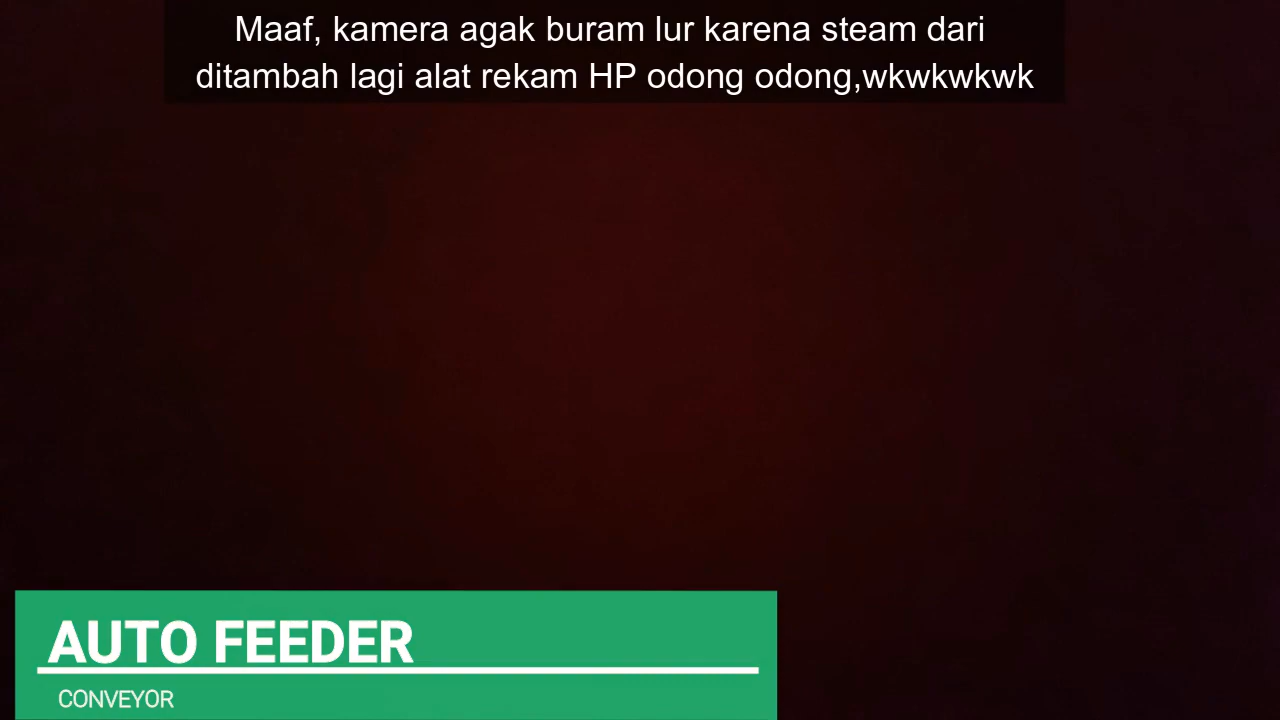 Maaf, kamera agak buram lur karena steam dari
ditambah lagi alat rekam HP odong odong,wkwkwkwk
AUTO FEEDER
CONVEYOR